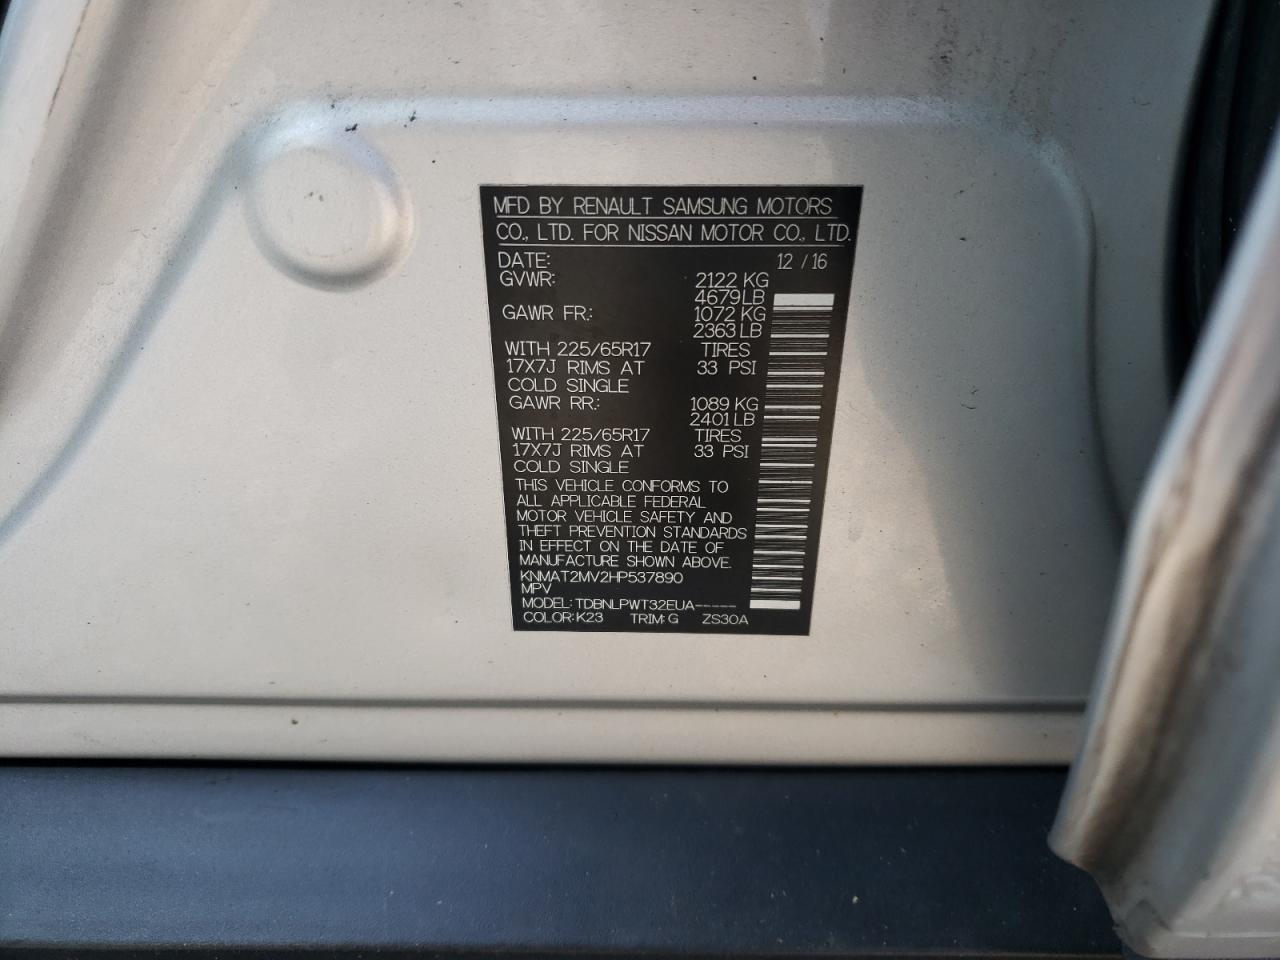 MFD BY RENAULT SAMSUNG MOTORS
CO., LTD. FOR NISSAN MOTOR CO., LTD.
DATE: 12 / 16
GVWR: 2122 KG
4679 LB
GAWR FR.: 1072 KG
2363 LB
WITH 225/65R17 TIRES
17X7J RIMS AT 33 PSI
COLD SINGLE
GAWR RR.: 1089 KG
2401 LB
WITH 225/65R17 TIRES
17X7J RIMS AT 33 PSI
COLD SINGLE
THIS VEHICLE CONFORMS TO
ALL APPLICABLE FEDERAL
MOTOR VEHICLE SAFETY AND
THEFT PREVENTION STANDARDS
IN EFFECT ON THE DATE OF
MANUFACTURE SHOWN ABOVE.
KNMAT2MV2HP537890
MPV
MODEL: TDBNLPWT32EUA-----
COLOR: K23 TRIM: G ZS30A